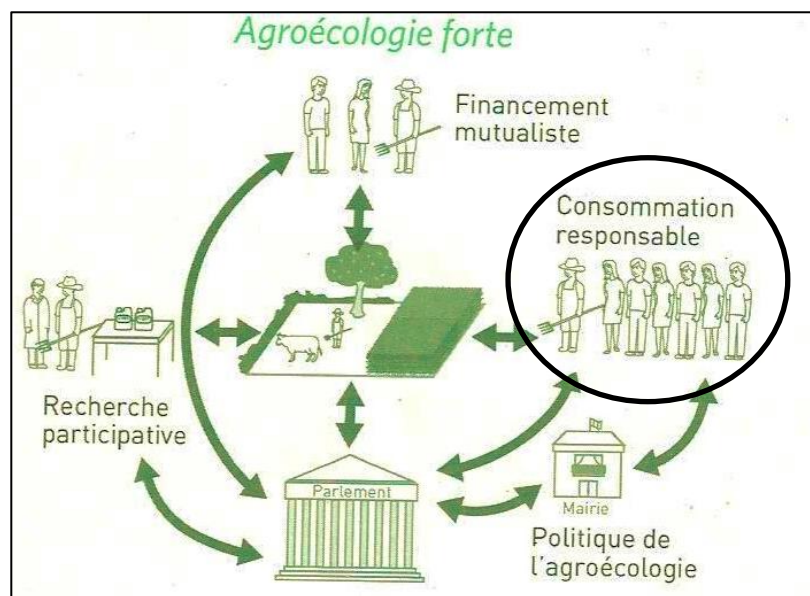 Agroécologie forte
Financement
mutualiste
Consommation
responsable
Recherche
participative
Parlement
Mairie
Politique de
l'agroécologie